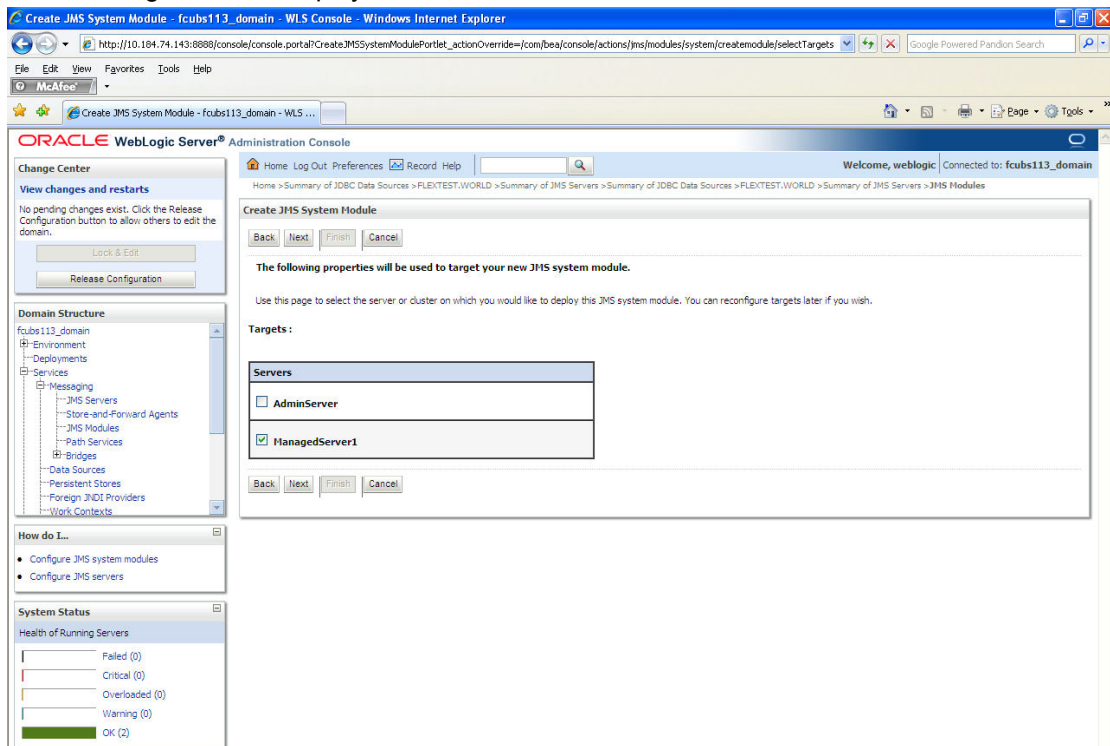 Create JMS System Module - fcubs113_domain - WLS Console - Windows Internet Explorer
http://10.184.74.143:8888/console/console.portal?CreateJMSSystemModulePortlet_actionOverride=/com/bea/console/actions/jms/modules/system/createmodule/selectTargets
Google Powered Pandion Search
File Edit View Favorites Tools Help
McAfee
Create JMS System Module - fcubs113_domain - WLS ...
Page Tools
ORACLE WebLogic Server® Administration Console
Change Center
View changes and restarts
No pending changes exist. Click the Release
Configuration button to allow others to edit the
domain.
Lock & Edit
Release Configuration
Domain Structure
fcubs113_domain
Environment
Deployments
Services
Messaging
JMS Servers
Store-and-Forward Agents
JMS Modules
Path Services
Bridges
Data Sources
Persistent Stores
Foreign JNDI Providers
Work Contexts
How do I...
Configure JMS system modules
Configure JMS servers
System Status
Health of Running Servers
Failed (0)
Critical (0)
Overloaded (0)
Warning (0)
OK (2)
Home Log Out Preferences Record Help
Welcome, weblogic Connected to: fcubs113_domain
Home >Summary of JDBC Data Sources >FLEXTEST.WORLD >Summary of JMS Servers >Summary of JDBC Data Sources >FLEXTEST.WORLD >Summary of JMS Servers >JMS Modules
Create JMS System Module
Back Next Finish Cancel
The following properties will be used to target your new JMS system module.
Use this page to select the server or cluster on which you would like to deploy this JMS system module. You can reconfigure targets later if you wish.
Targets :
Servers
AdminServer
ManagedServer1
Back Next Finish Cancel